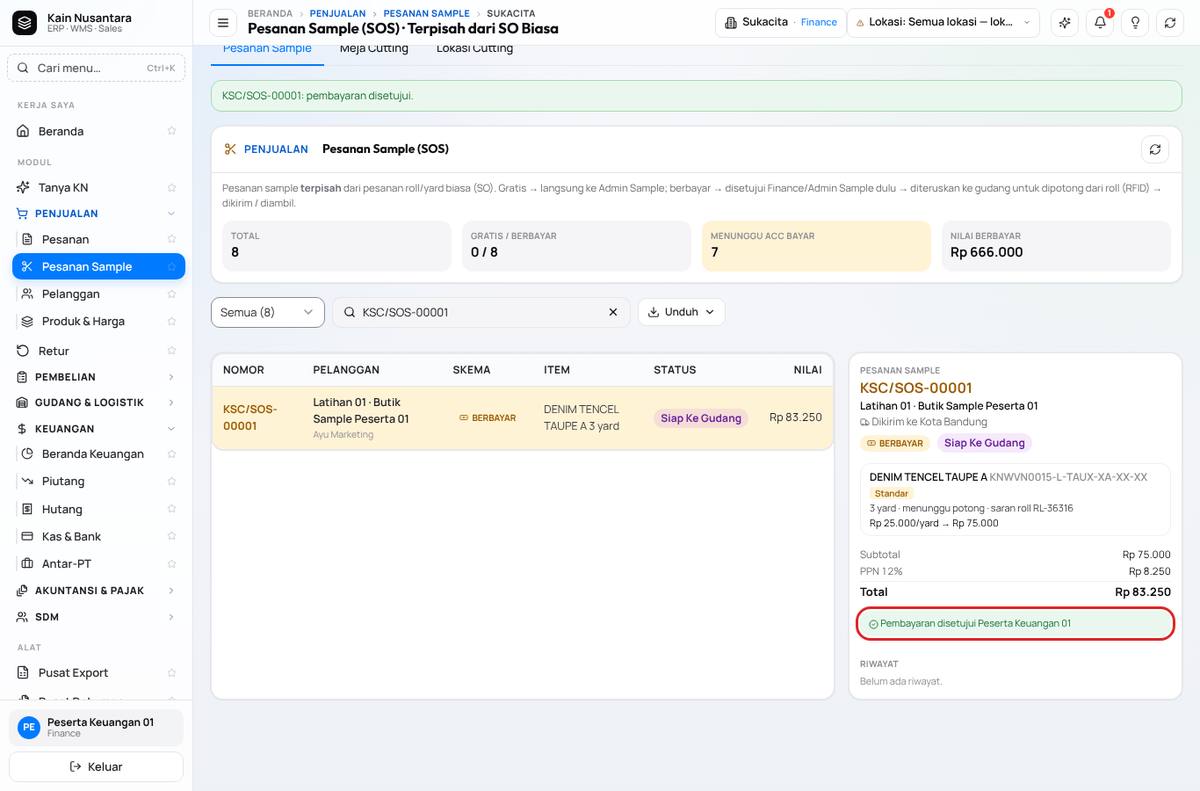 Kain Nusantara
ERP · WMS · Sales
BERANDA > PENJUALAN > PESANAN SAMPLE > SUKACITA
Pesanan Sample (SOS) · Terpisah dari SO Biasa
Sukacita · Finance
Lokasi: Semua lokasi — lok...
1
Cari menu...
Ctrl+K
KERJA SAYA
Beranda
MODUL
Tanya KN
PENJUALAN
Pesanan
Pesanan Sample
Pelanggan
Produk & Harga
Retur
PEMBELIAN
GUDANG & LOGISTIK
KEUANGAN
Beranda Keuangan
Piutang
Hutang
Kas & Bank
Antar-PT
AKUNTANSI & PAJAK
SDM
ALAT
Pusat Export
PE
Peserta Keuangan 01
Finance
Keluar
Pesanan Sample
Meja Cutting
Lokasi Cutting
KSC/SOS-00001: pembayaran disetujui.
PENJUALAN
Pesanan Sample (SOS)
Pesanan sample terpisah dari pesanan roll/yard biasa (SO). Gratis → langsung ke Admin Sample; berbayar → disetujui Finance/Admin Sample dulu → diteruskan ke gudang untuk dipotong dari roll (RFID) →
dikirim / diambil.
TOTAL
8
GRATIS / BERBAYAR
0 / 8
MENUNGGU ACC BAYAR
7
NILAI BERBAYAR
Rp 666.000
Semua (8)
KSC/SOS-00001
Unduh
NOMOR PELANGGAN SKEMA ITEM STATUS NILAI
KSC/SOS-
00001
Latihan 01 · Butik
Sample Peserta 01
Ayu Marketing
BERBAYAR
DENIM TENCEL
TAUPE A 3 yard
Siap Ke Gudang
Rp 83.250
PESANAN SAMPLE
KSC/SOS-00001
Latihan 01 · Butik Sample Peserta 01
Dikirim ke Kota Bandung
BERBAYAR
Siap Ke Gudang
DENIM TENCEL TAUPE A KNWVN0015-L-TAUX-XA-XX-XX
Standar
3 yard · menunggu potong · saran roll RL-36316
Rp 25.000/yard → Rp 75.000
Subtotal Rp 75.000
PPN 12% Rp 8.250
Total Rp 83.250
Pembayaran disetujui Peserta Keuangan 01
RIWAYAT
Belum ada riwayat.